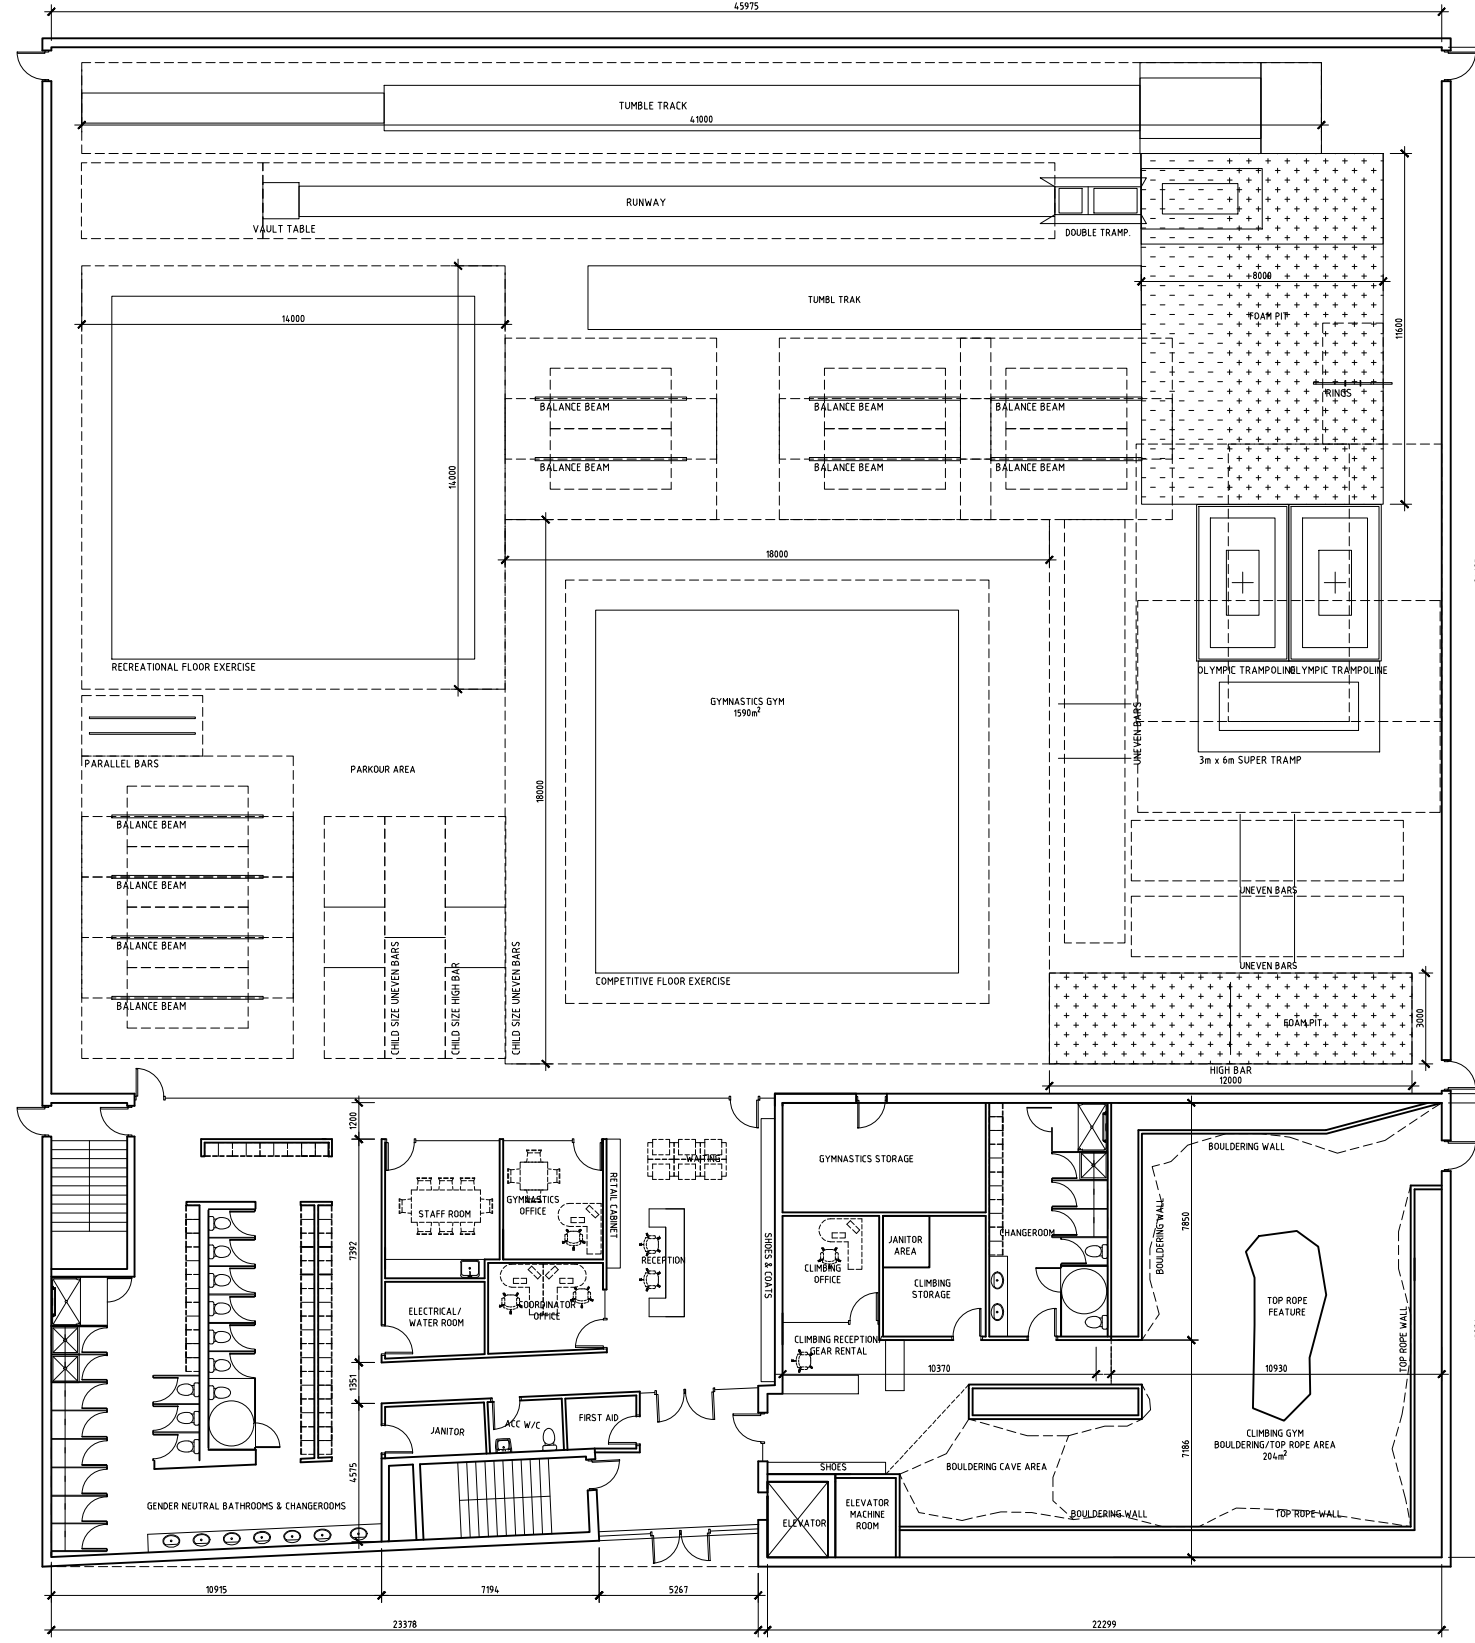 45975
TUMBLE TRACK
41000
RUNWAY
VAULT TABLE
DOUBLE TRAMP.
8000
TUMBL TRAK
14000
FOAM PIT
11600
RINGS
BALANCE BEAM
BALANCE BEAM
BALANCE BEAM
14000
BALANCE BEAM
BALANCE BEAM
BALANCE BEAM
18000
RECREATIONAL FLOOR EXERCISE
OLYMPIC TRAMPOLINE
OLYMPIC TRAMPOLINE
GYMNASTICS GYM
1590m²
UNEVEN BARS
PARALLEL BARS
PARKOUR AREA
3m x 6m SUPER TRAMP
18000
BALANCE BEAM
BALANCE BEAM
UNEVEN BARS
BALANCE BEAM
UNEVEN BARS
COMPETITIVE FLOOR EXERCISE
BALANCE BEAM
CHILD SIZE UNEVEN BARS
CHILD SIZE HIGH BAR
CHILD SIZE UNEVEN BARS
FOAM PIT
3000
HIGH BAR
12000
1200
WAITING
GYMNASTICS STORAGE
BOULDERING WALL
RETAIL CABINET
GYMNASTICS
OFFICE
STAFF ROOM
7392
SHOES & COATS
JANITOR
AREA
CHANGEROOM
BOULDERING WALL
7850
RECEPTION
CLIMBING
OFFICE
CLIMBING
STORAGE
TOP ROPE
FEATURE
ELECTRICAL/
WATER ROOM
COORDINATOR
OFFICE
CLIMBING RECEPTION/
GEAR RENTAL
TOP ROPE WALL
10370
10930
1351
JANITOR
ACC W/C
FIRST AID
CLIMBING GYM
BOULDERING/TOP ROPE AREA
204m²
4575
7186
SHOES
BOULDERING CAVE AREA
GENDER NEUTRAL BATHROOMS & CHANGEROOMS
ELEVATOR
ELEVATOR
MACHINE
ROOM
BOULDERING WALL
TOP ROPE WALL
10915
7194
5267
23378
22299